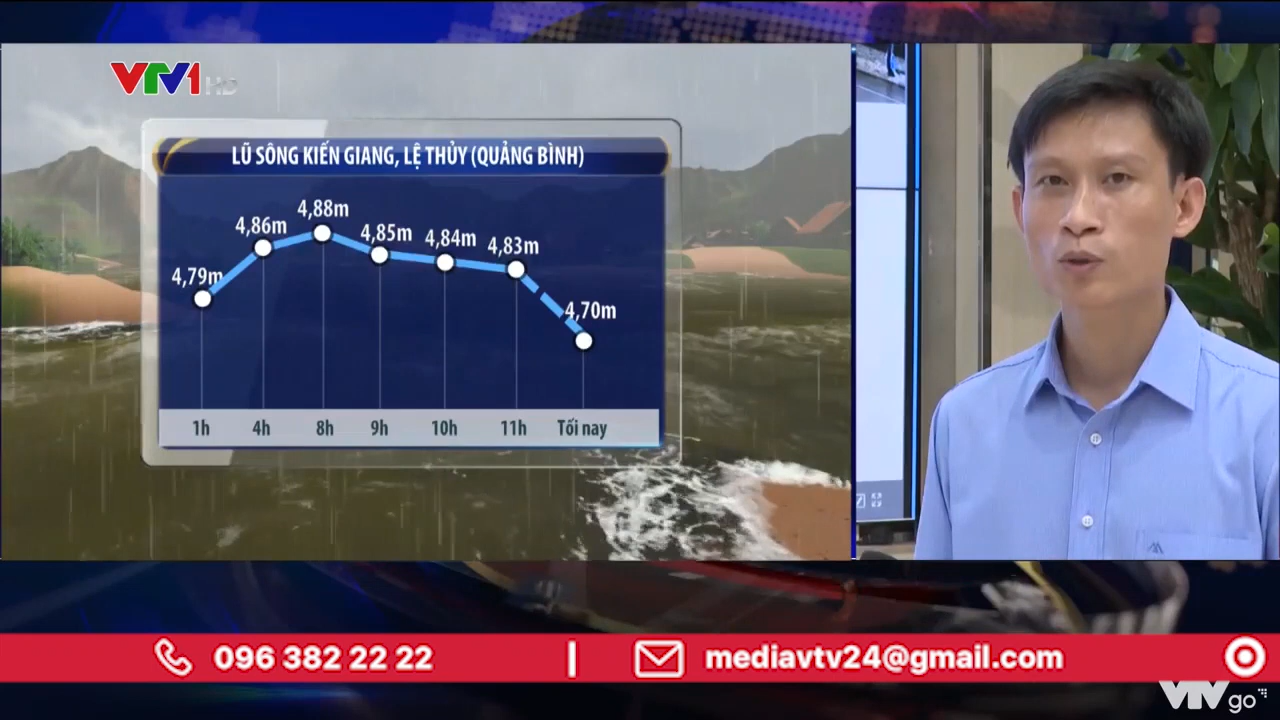 VTV1 HD
LŨ SÔNG KIẾN GIANG, LỆ THỦY (QUẢNG BÌNH)
4,79m
4,86m
4,88m
4,85m
4,84m
4,83m
4,70m
1h 4h 8h 9h 10h 11h Tối nay
096 382 22 22 | mediavtv24@gmail.com
VTV go